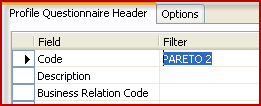 Profile Questionnaire Header Options
Field Filter
Code PARETO 2
Description
Business Relation Code